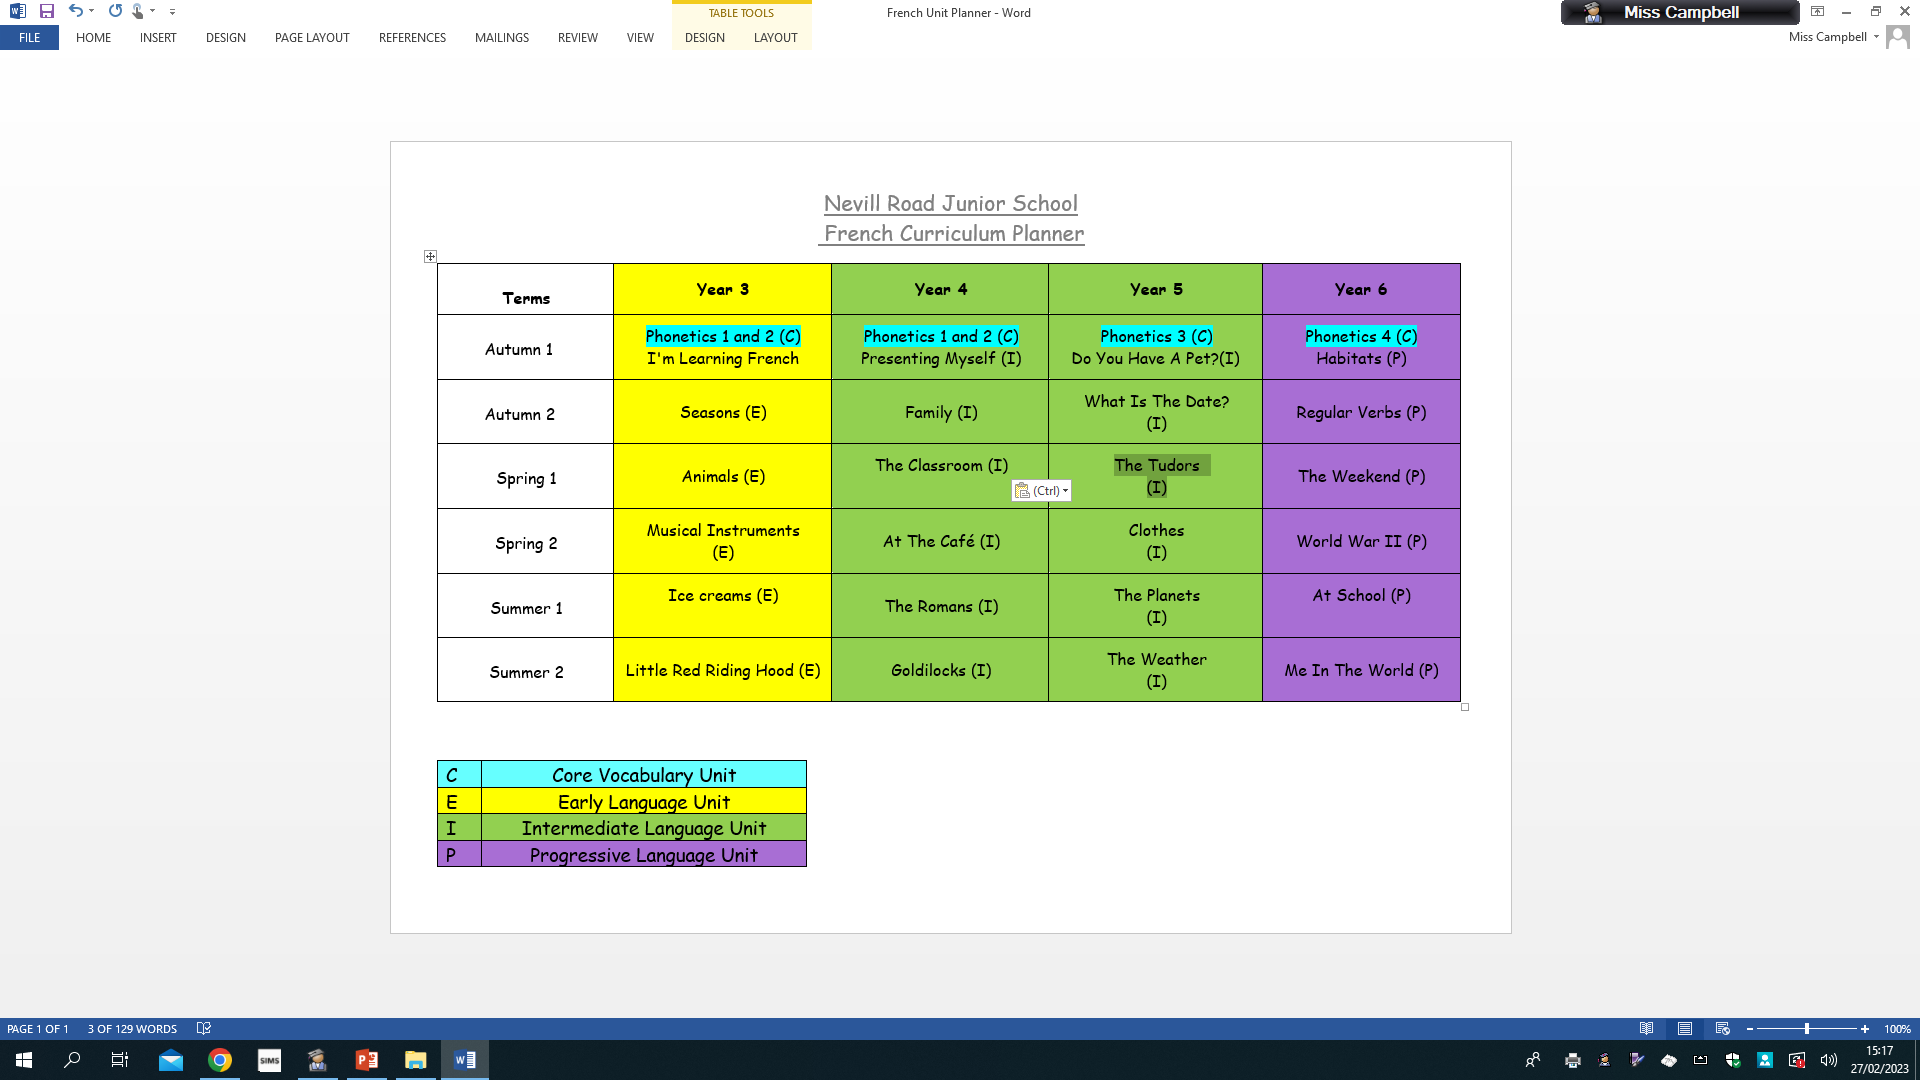 TABLE TOOLS
French Unit Planner - Word
Miss Campbell
FILE
HOME
INSERT
DESIGN
PAGE LAYOUT
REFERENCES
MAILINGS
REVIEW
VIEW
DESIGN
LAYOUT
Miss Campbell
Nevill Road Junior School
French Curriculum Planner
Terms
Year 3
Year 4
Year 5
Year 6
Autumn 1
Phonetics 1 and 2 (C)
I'm Learning French
Phonetics 1 and 2 (C)
Presenting Myself (I)
Phonetics 3 (C)
Do You Have A Pet?(I)
Phonetics 4 (C)
Habitats (P)
Autumn 2
Seasons (E)
Family (I)
What Is The Date?
(I)
Regular Verbs (P)
Spring 1
Animals (E)
The Classroom (I)
The Tudors
(I)
The Weekend (P)
(Ctrl)
Spring 2
Musical Instruments
(E)
At The Café (I)
Clothes
(I)
World War II (P)
Summer 1
Ice creams (E)
The Romans (I)
The Planets
(I)
At School (P)
Summer 2
Little Red Riding Hood (E)
Goldilocks (I)
The Weather
(I)
Me In The World (P)
C
Core Vocabulary Unit
E
Early Language Unit
I
Intermediate Language Unit
P
Progressive Language Unit
PAGE 1 OF 1
3 OF 129 WORDS
100%
SIMS
15:17
27/02/2023